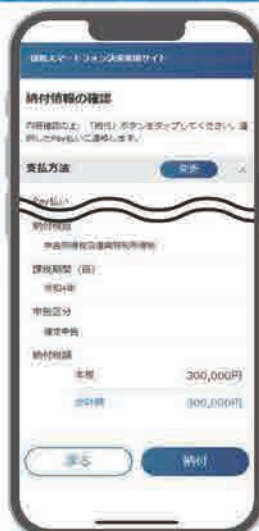 国税スマートフォン決済専用サイト
納付情報の確認
内容確認の上、「納付」ボタンをタップしてください。選
択したPay払いに遷移します。
支払方法
変更
Pay払い
納付税目
申告所得税及復興特別所得税
課税期間（自）
令和4年
申告区分
確定申告
納付税額
本税
300,000円
合計額
300,000円
戻る
納付